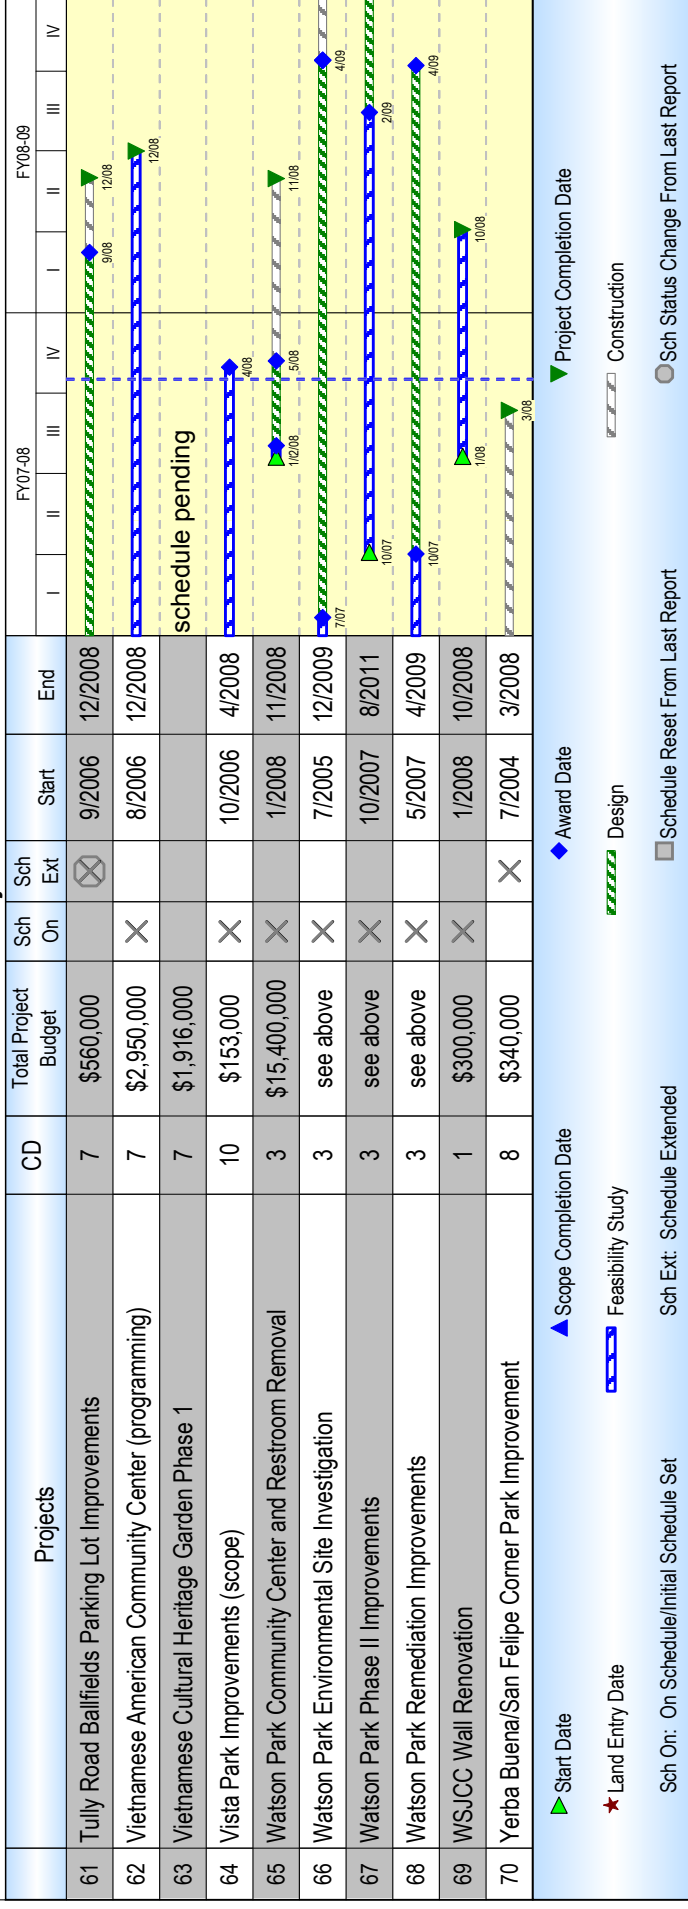 Projects CD Total Project Budget Sch On Sch Ext Start End FY07-08 FY08-09
I II III IV I II III IV
61 Tully Road Ballfields Parking Lot Improvements 7 $560,000 9/2006 12/2008 9/08 12/08
62 Vietnamese American Community Center (programming) 7 $2,950,000 8/2006 12/2008 12/08
63 Vietnamese Cultural Heritage Garden Phase 1 7 $1,916,000 schedule pending
64 Vista Park Improvements (scope) 10 $153,000 10/2006 4/2008 4/08
65 Watson Park Community Center and Restroom Removal 3 $15,400,000 1/2008 11/2008 1/2/08 5/08 11/08
66 Watson Park Environmental Site Investigation 3 see above 7/2005 12/2009 7/07 4/09
67 Watson Park Phase II Improvements 3 see above 10/2007 8/2011 10/07 2/09
68 Watson Park Remediation Improvements 3 see above 5/2007 4/2009 10/07 4/09
69 WSJCC Wall Renovation 1 $300,000 1/2008 10/2008 1/08 10/08
70 Yerba Buena/San Felipe Corner Park Improvement 8 $340,000 7/2004 3/2008 3/08
Start Date Scope Completion Date Award Date Project Completion Date
Land Entry Date Feasibility Study Design Construction
Sch On: On Schedule/Initial Schedule Set Sch Ext: Schedule Extended Schedule Reset From Last Report Sch Status Change From Last Report